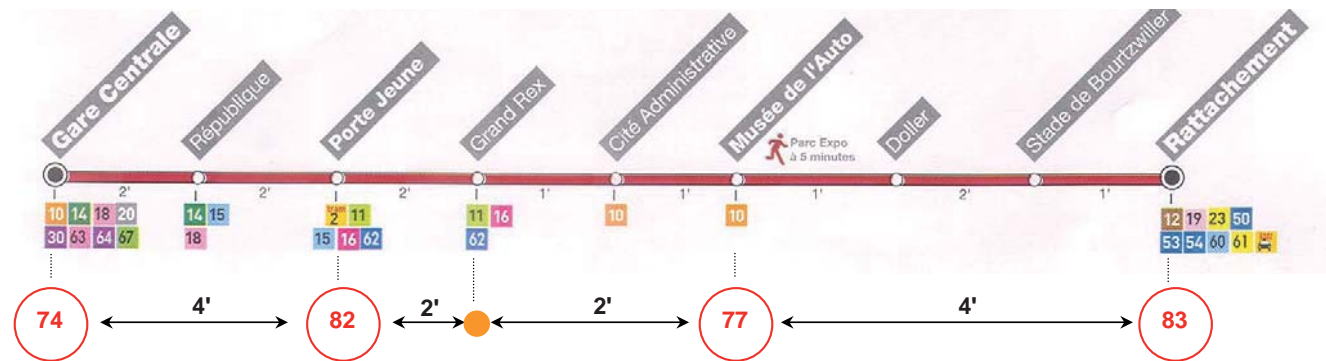 Gare Centrale
République
Porte Jeune
Grand Rex
Cité Administrative
Musée de l'Auto
Doller
Stade de Bourtzwiller
Rattachement
Parc Expo
à 5 minutes
2' 2' 2' 1' 1' 1' 2' 1'
10 14 18 20
30 63 64 67
14 15
18
tram 2 11
15 16 62
11 16
62
10
10
12 19 23 50
53 54 60 61
74 4' 82 2' 2' 77 4' 83